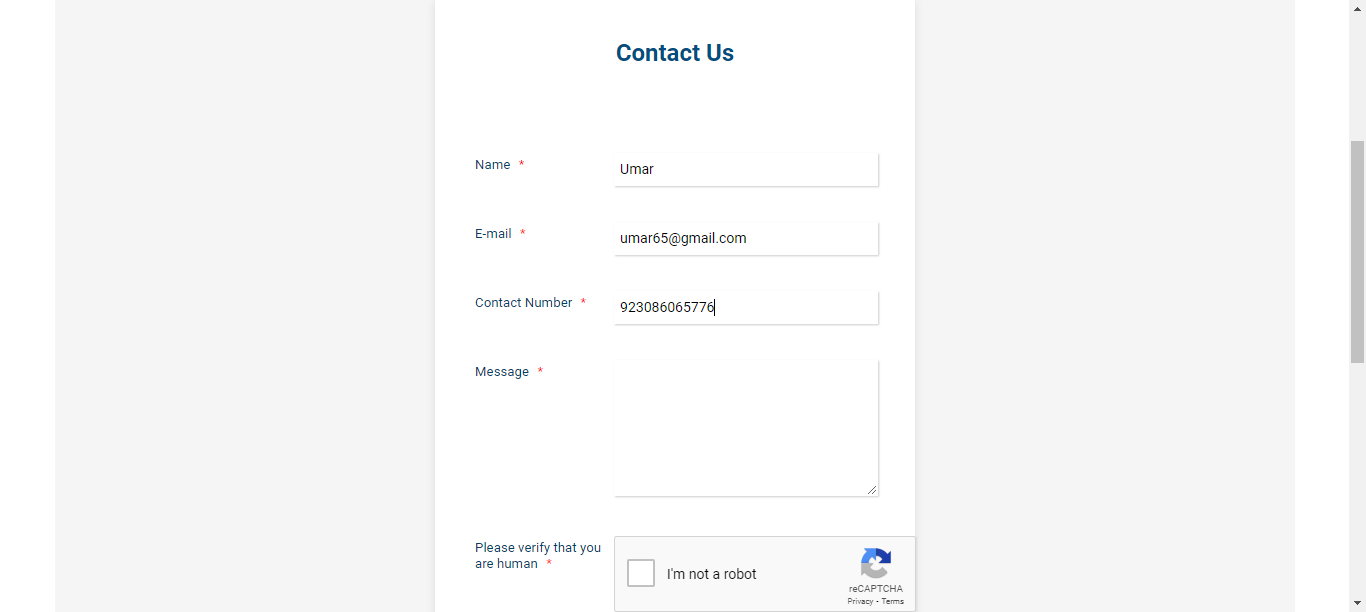 Contact Us
Name *
Umar
E-mail *
umar65@gmail.com
Contact Number *
923086065776
Message *
Please verify that you
are human *
I'm not a robot
reCAPTCHA
Privacy - Terms